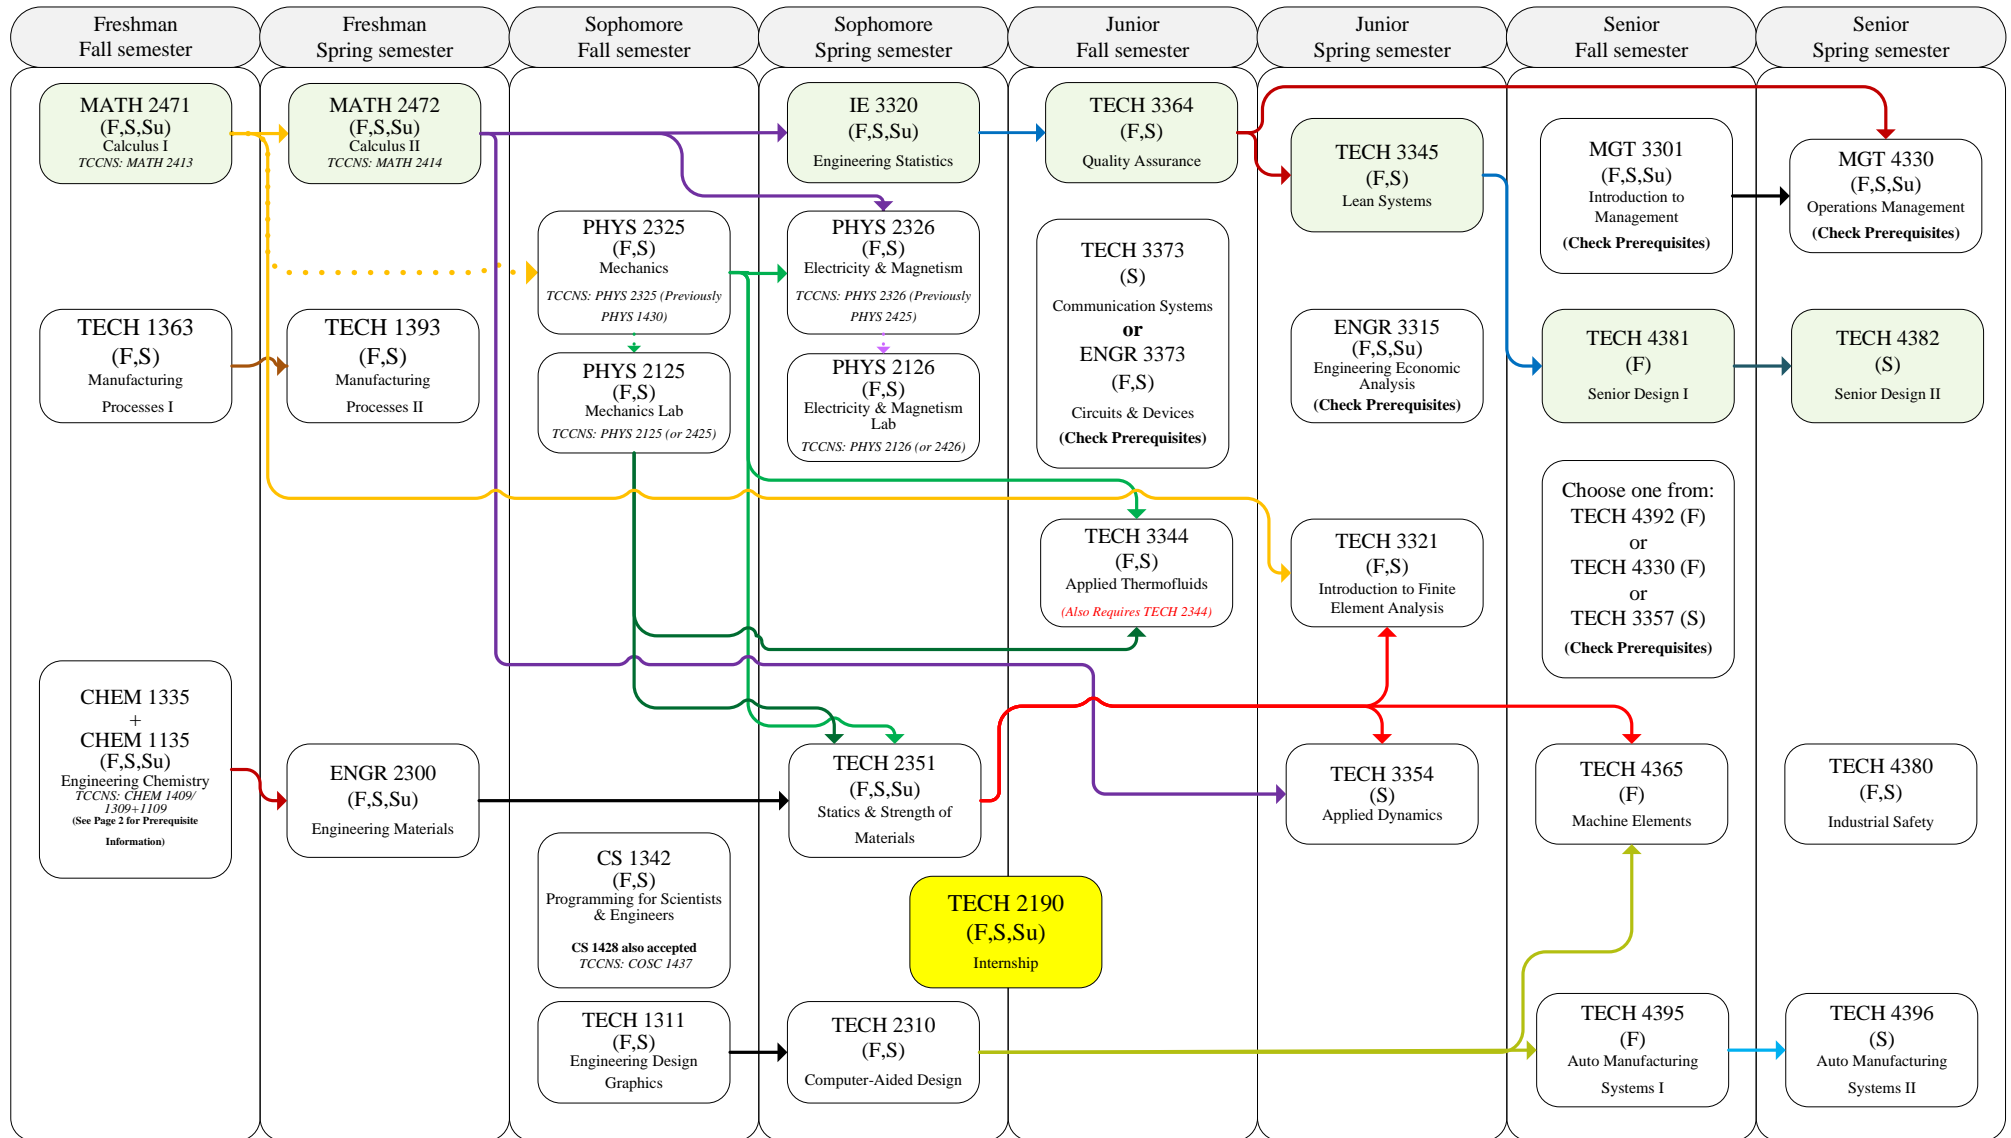 Freshman
Fall semester
Freshman
Spring semester
Sophomore
Fall semester
Sophomore
Spring semester
Junior
Fall semester
Junior
Spring semester
Senior
Fall semester
Senior
Spring semester
MATH 2471
(F,S,Su)
Calculus I
TCCNS: MATH 2413
TECH 1363
(F,S)
Manufacturing
Processes I
CHEM 1335
+
CHEM 1135
(F,S,Su)
Engineering Chemistry
TCCNS: CHEM 1409/
1309+1109
(See Page 2 for Prerequisite
Information)
MATH 2472
(F,S,Su)
Calculus II
TCCNS: MATH 2414
TECH 1393
(F,S)
Manufacturing
Processes II
ENGR 2300
(F,S,Su)
Engineering Materials
PHYS 2325
(F,S)
Mechanics
TCCNS: PHYS 2325 (Previously
PHYS 1430)
PHYS 2125
(F,S)
Mechanics Lab
TCCNS: PHYS 2125 (or 2425)
CS 1342
(F,S)
Programming for Scientists
& Engineers
CS 1428 also accepted
TCCNS: COSC 1437
TECH 1311
(F,S)
Engineering Design
Graphics
IE 3320
(F,S,Su)
Engineering Statistics
PHYS 2326
(F,S)
Electricity & Magnetism
TCCNS: PHYS 2326 (Previously
PHYS 2425)
PHYS 2126
(F,S)
Electricity & Magnetism
Lab
TCCNS: PHYS 2126 (or 2426)
TECH 2351
(F,S,Su)
Statics & Strength of
Materials
TECH 2190
(F,S,Su)
Internship
TECH 2310
(F,S)
Computer-Aided Design
TECH 3364
(F,S)
Quality Assurance
TECH 3373
(S)
Communication Systems
or
ENGR 3373
(F,S)
Circuits & Devices
(Check Prerequisites)
TECH 3344
(F,S)
Applied Thermofluids
(Also Requires TECH 2344)
TECH 3345
(F,S)
Lean Systems
ENGR 3315
(F,S,Su)
Engineering Economic
Analysis
(Check Prerequisites)
TECH 3321
(F,S)
Introduction to Finite
Element Analysis
TECH 3354
(S)
Applied Dynamics
MGT 3301
(F,S,Su)
Introduction to
Management
(Check Prerequisites)
TECH 4381
(F)
Senior Design I
Choose one from:
TECH 4392 (F)
or
TECH 4330 (F)
or
TECH 3357 (S)
(Check Prerequisites)
TECH 4365
(F)
Machine Elements
TECH 4395
(F)
Auto Manufacturing
Systems I
MGT 4330
(F,S,Su)
Operations Management
(Check Prerequisites)
TECH 4382
(S)
Senior Design II
TECH 4380
(F,S)
Industrial Safety
TECH 4396
(S)
Auto Manufacturing
Systems II